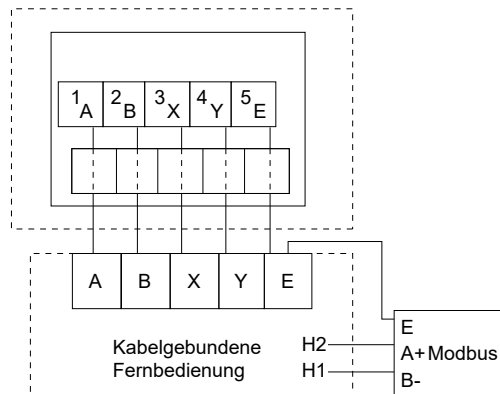 1A 2B 3X 4Y 5E
A B X Y E
Kabelgebundene
Fernbedienung
H2
H1
E
A+ Modbus
B-